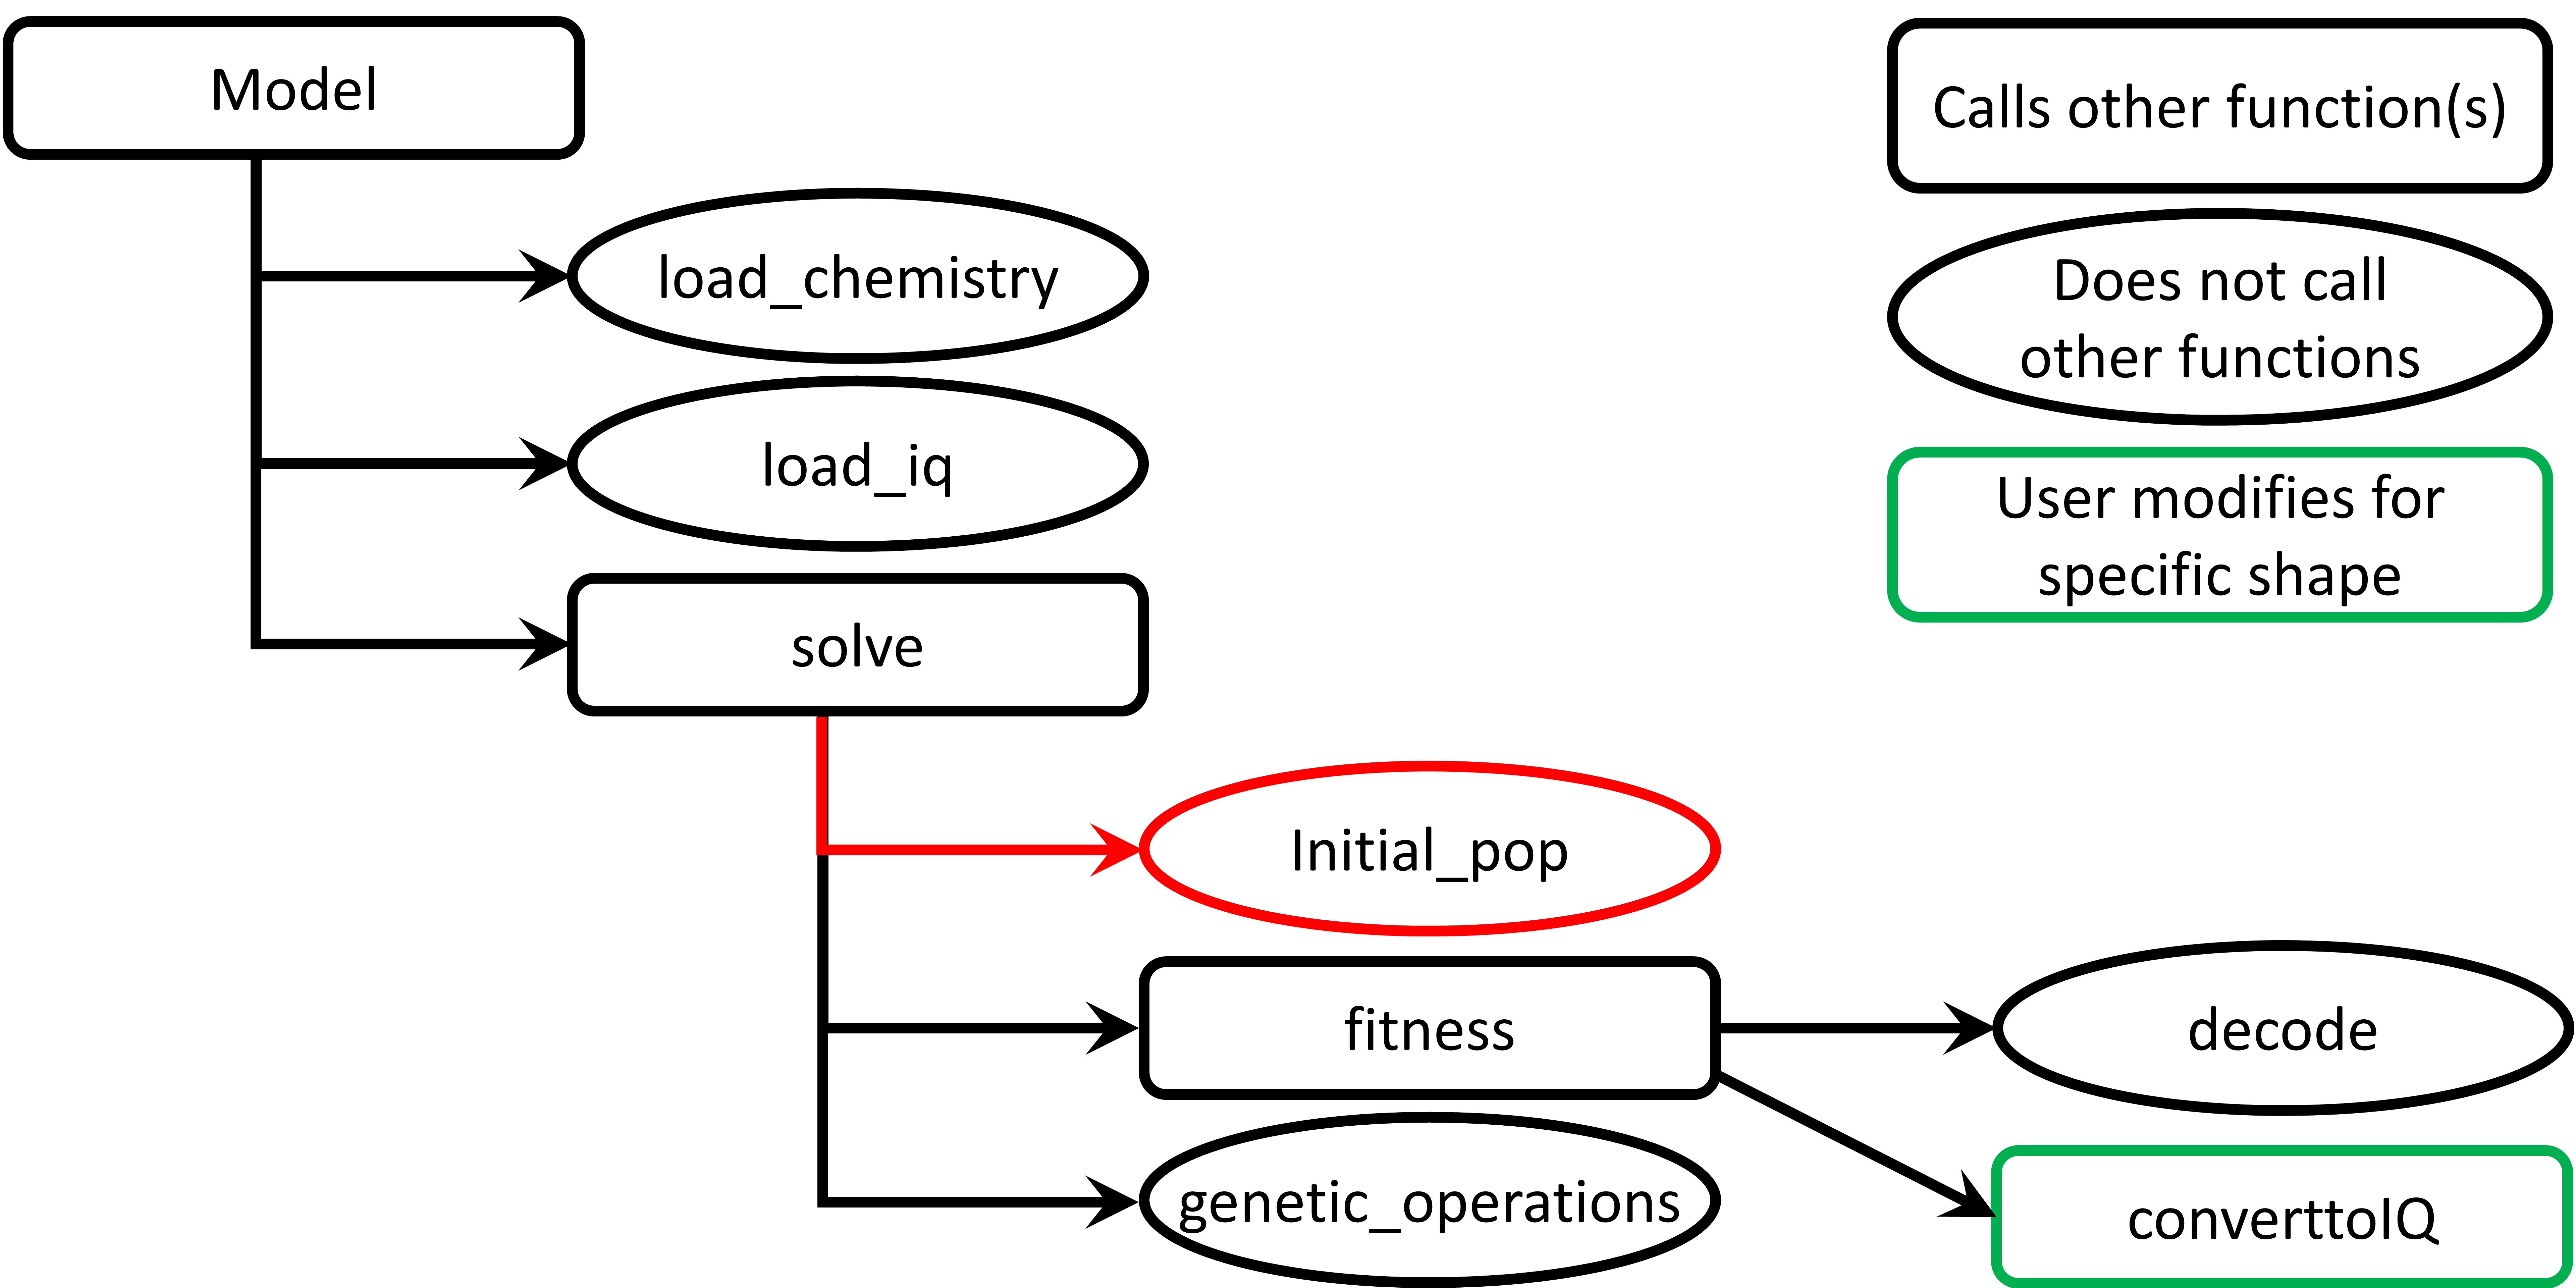 Model
Calls other function(s)
load_chemistry
Does not call
other functions
load_iq
User modifies for
specific shape
solve
Initial_pop
fitness
decode
genetic_operations
converttoIQ